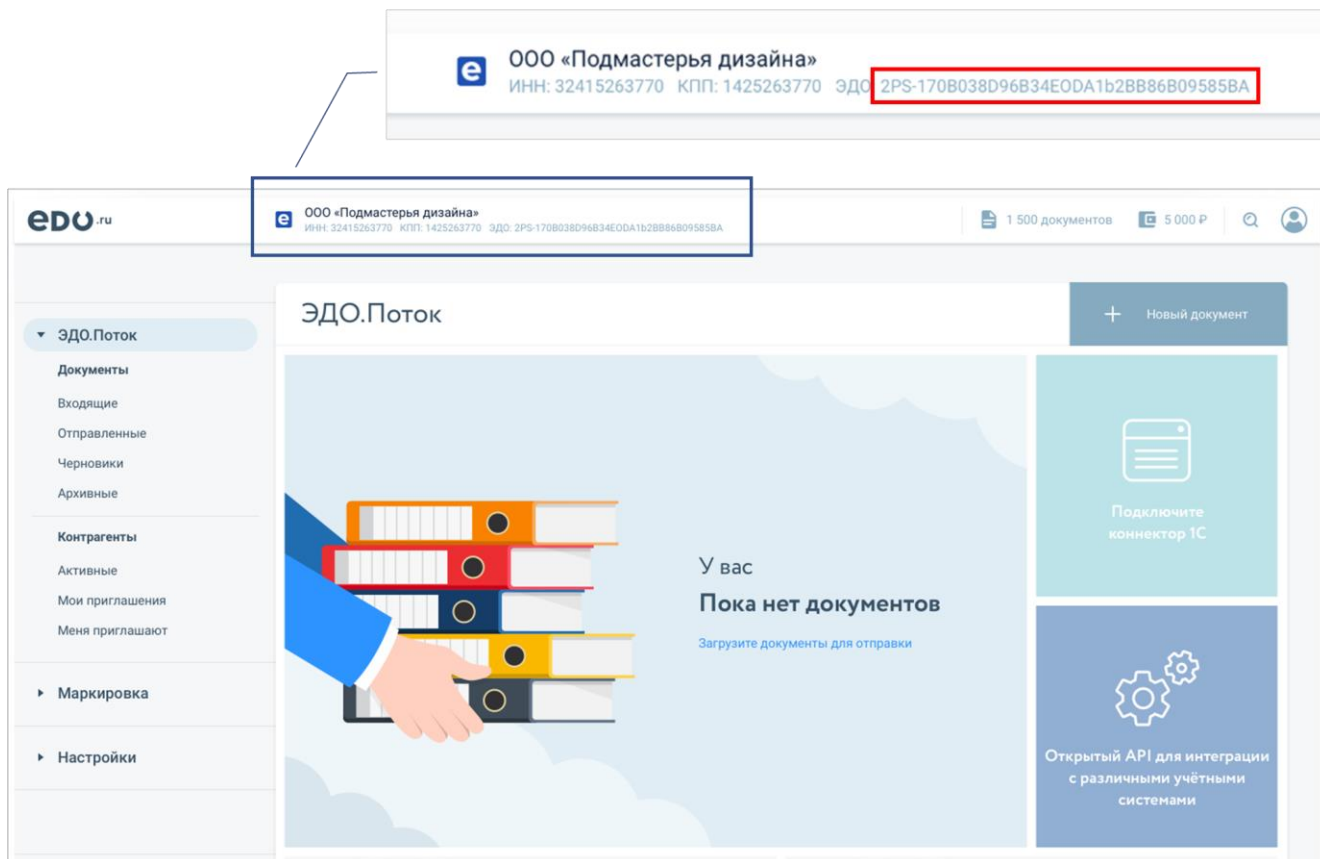 ООО «Подмастерья дизайна»
ИНН: 32415263770 КПП: 1425263770 ЭДО 2PS-170B038D96B34EODA1b2BB86B09585BA
eDU.ru
ООО «Подмастерья дизайна»
ИНН: 32415263770 КПП: 1425263770 ЭДО: 2PS-170B038D96B34EODA1b2BB86B09585BA
1 500 документов
5 000 ₽
ЭДО.Поток
Документы
Входящие
Отправленные
Черновики
Архивные
Контрагенты
Активные
Мои приглашения
Меня приглашают
Маркировка
Настройки
ЭДО.Поток
+ Новый документ
У вас
Пока нет документов
Загрузите документы для отправки
Подключите
коннектор 1С
Открытый API для интеграции
с различными учётными
системами